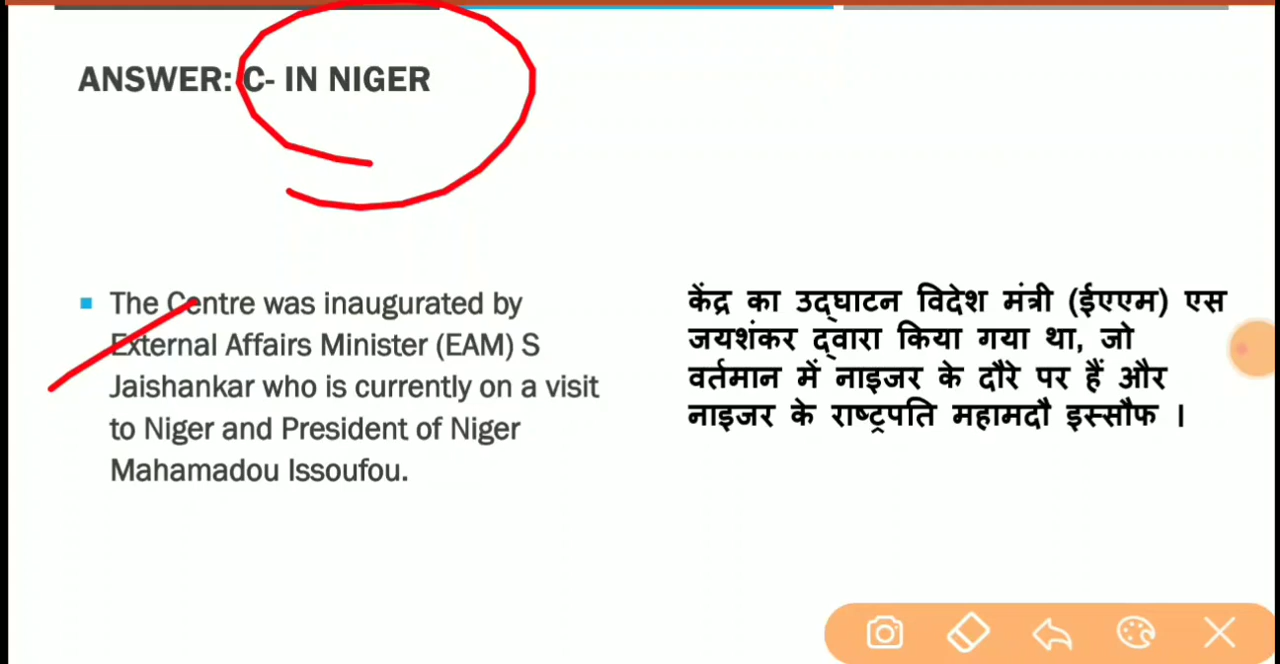 ANSWER: C- IN NIGER
The Centre was inaugurated by
External Affairs Minister (EAM) S
Jaishankar who is currently on a visit
to Niger and President of Niger
Mahamadou Issoufou.
केंद्र का उद्घाटन विदेश मंत्री (ईएएम) एस
जयशंकर द्वारा किया गया था, जो
वर्तमान में नाइजर के दौरे पर हैं और
नाइजर के राष्ट्रपति महामदौ इस्सौफ ।